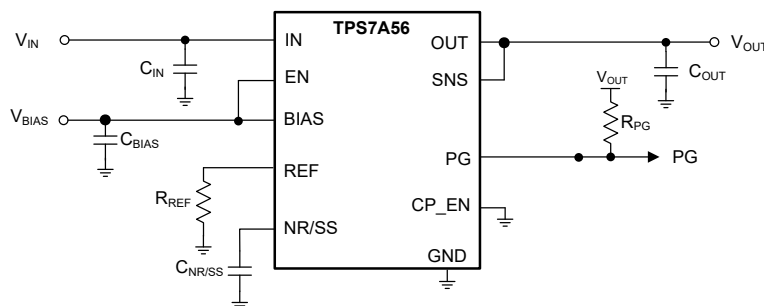 TPS7A56
V_IN
IN
OUT
V_OUT
C_IN
EN
SNS
C_OUT
V_OUT
V_BIAS
BIAS
R_PG
C_BIAS
PG
PG
REF
R_REF
CP_EN
NR/SS
GND
C_NR/SS